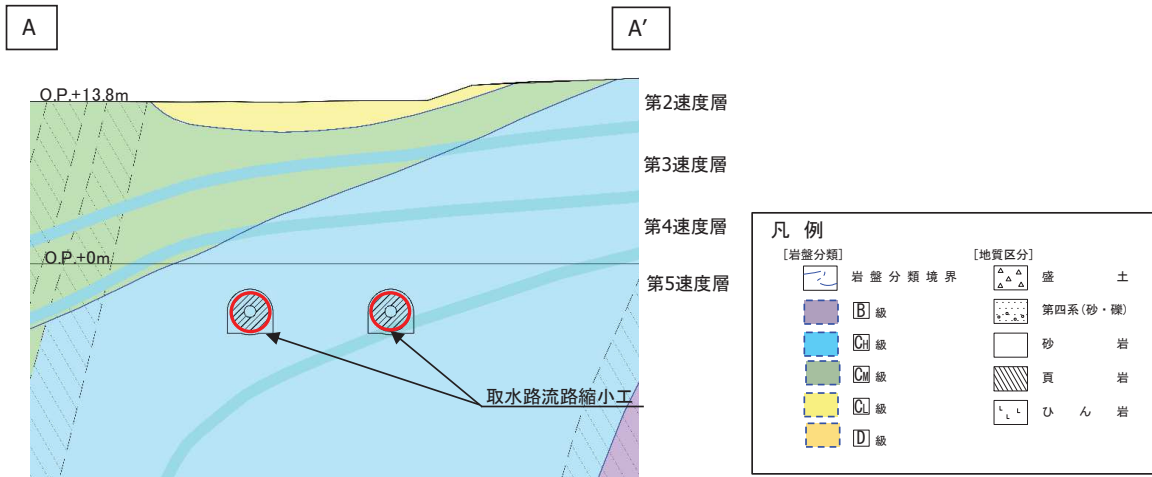 A
A′
O.P.+13.8m
第2速度層
第3速度層
第4速度層
O.P.+0m
第5速度層
取水路流路縮小工
凡 例
[岩盤分類]
[地質区分]
岩盤分類境界
盛 土
B 級
第四系(砂・礫)
CH 級
砂 岩
CM 級
頁 岩
CL 級
ひん岩
D 級